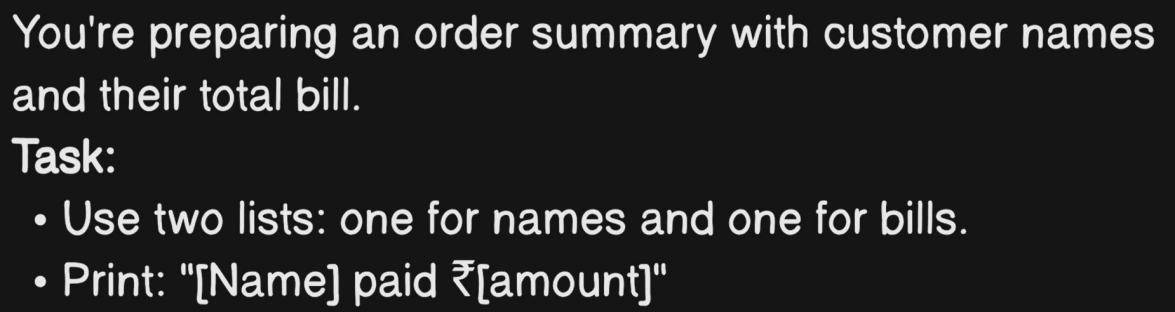 You're preparing an order summary with customer names
and their total bill.
Task:
• Use two lists: one for names and one for bills.
• Print: "[Name] paid ₹[amount]"